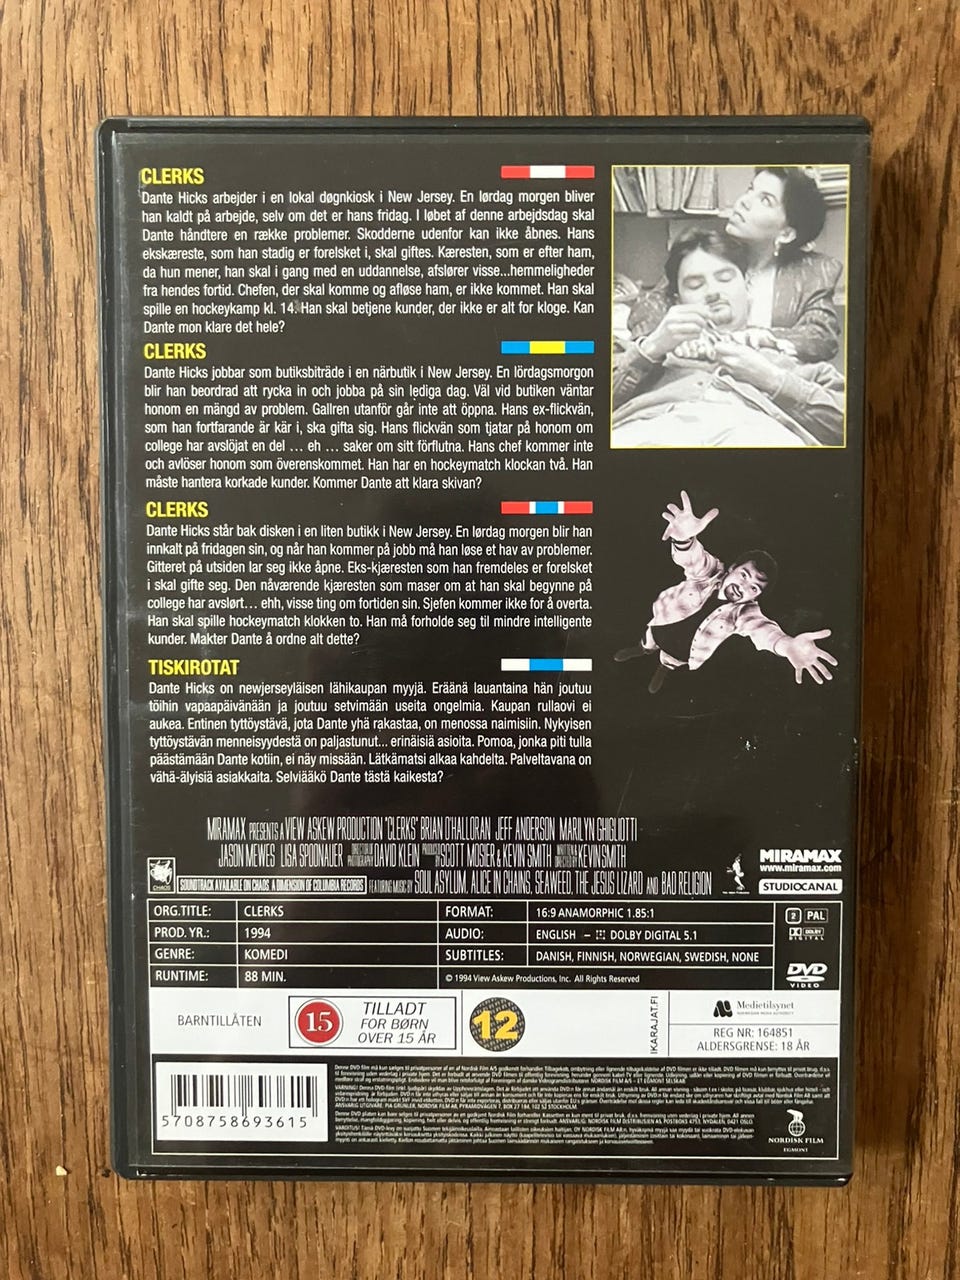 CLERKS
Dante Hicks arbejder i en lokal døgnkiosk i New Jersey. En lørdag morgen bliver
han kaldt på arbejde, selv om det er hans fridag. I løbet af denne arbejdsdag skal
Dante håndtere en række problemer. Skodderne udenfor kan ikke åbnes. Hans
ekskæreste, som han stadig er forelsket i, skal giftes. Kæresten, som er efter ham,
da hun mener, han skal i gang med en uddannelse, afslører visse...hemmeligheder
fra hendes fortid. Chefen, der skal komme og afløse ham, er ikke kommet. Han skal
spille en hockeykamp kl. 14. Han skal betjene kunder, der ikke er alt for kloge. Kan
Dante mon klare det hele?
CLERKS
Dante Hicks jobbar som butiksbiträde i en närbutik i New Jersey. En lördagsmorgon
blir han beordrad att rycka in och jobba på sin lediga dag. Väl vid butiken väntar
honom en mängd av problem. Gallren utanför går inte att öppna. Hans ex-flickvän,
som han fortfarande är kär i, ska gifta sig. Hans flickvän som tjatar på honom om
college har avslöjat en del ... eh ... saker om sitt förflutna. Hans chef kommer inte
och avlöser honom som överenskommet. Han har en hockeymatch klockan två. Han
måste hantera korkade kunder. Kommer Dante att klara skivan?
CLERKS
Dante Hicks står bak disken i en liten butikk i New Jersey. En lørdag morgen blir han
innkalt på fridagen sin, og når han kommer på jobb må han løse et hav av problemer.
Gitteret på utsiden lar seg ikke åpne. Eks-kjæresten som han fremdeles er forelsket
i skal gifte seg. Den nåværende kjæresten som maser om at han skal begynne på
college har avslørt... ehh, visse ting om fortiden sin. Sjefen kommer ikke for å overta.
Han skal spille hockeymatch klokken to. Han må forholde seg til mindre intelligente
kunder. Makter Dante å ordne alt dette?
TISKIROTAT
Dante Hicks on newjerseyläisen lähikaupan myyjä. Eräänä lauantaina hän joutuu
töihin vapaapäivänään ja joutuu setvimään useita ongelmia. Kaupan rullaovi ei
aukea. Entinen tyttöystävä, jota Dante yhä rakastaa, on menossa naimisiin. Nykyisen
tyttöystävän menneisyydestä on paljastunut... erinäisiä asioita. Pomoa, jonka piti tulla
päästämään Dante kotiin, ei näy missään. Lätkämatsi alkaa kahdelta. Palveltavana on
vähä-älyisiä asiakkaita. Selviääkö Dante tästä kaikesta?
MIRAMAX PRESENTS A VIEW ASKEW PRODUCTION "CLERKS" BRIAN O'HALLORAN JEFF ANDERSON MARILYN GHIGLIOTTI
JASON MEWES LISA SPOONAUER DIRECTOR OF PHOTOGRAPHY DAVID KLEIN PRODUCED BY SCOTT MOSIER & KEVIN SMITH WRITTEN & DIRECTED BY KEVIN SMITH
CHAOS SOUNDTRACK AVAILABLE ON CHAOS, A DIMENSION OF COLUMBIA RECORDS FEATURING MUSIC BY SOUL ASYLUM, ALICE IN CHAINS, SEAWEED, THE JESUS LIZARD AND BAD RELIGION
MIRAMAX
www.miramax.com
STUDIOCANAL
ORG.TITLE: CLERKS FORMAT: 16:9 ANAMORPHIC 1.85:1
PROD. YR.: 1994 AUDIO: ENGLISH – DOLBY DIGITAL 5.1
GENRE: KOMEDI SUBTITLES: DANISH, FINNISH, NORWEGIAN, SWEDISH, NONE
RUNTIME: 88 MIN. © 1994 View Askew Productions, Inc. All Rights Reserved
2 PAL
DOLBY
DIGITAL
DVD
VIDEO
BARNTILLÅTEN
15
TILLADT
FOR BØRN
OVER 15 ÅR
12
IKARAJAT.FI
Medietilsynet
NORWEGIAN MEDIA AUTHORITY
REG NR: 164851
ALDERSGRENSE: 18 ÅR
5708758693615
NORDISK FILM
EGMONT